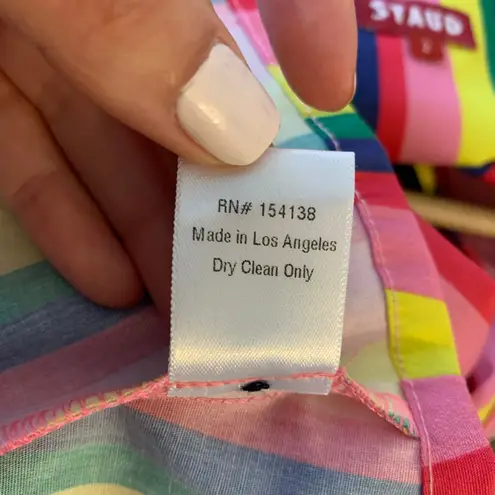 STAUD
RN# 154138
Made in Los Angeles
Dry Clean Only